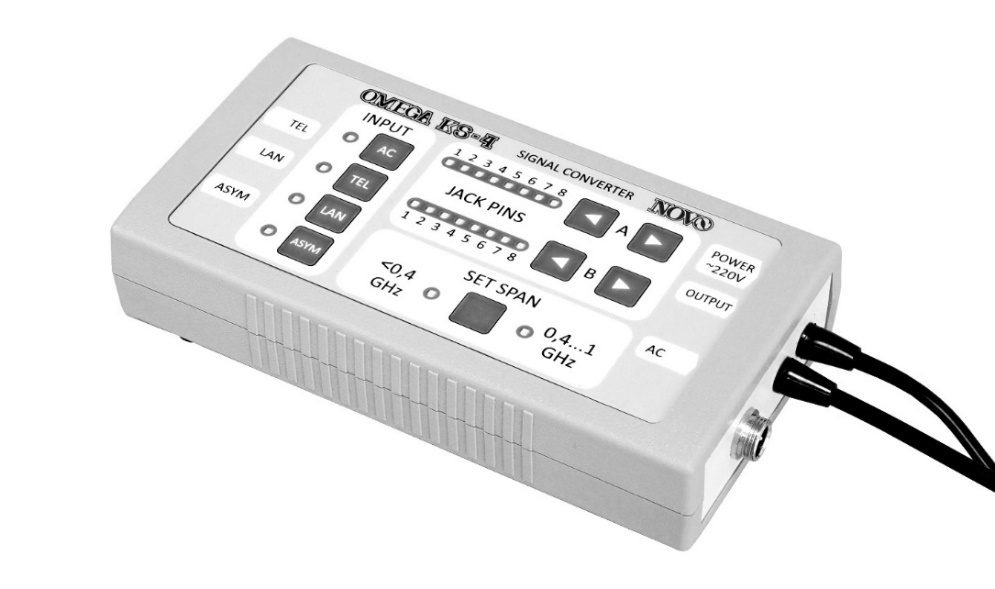 OMEGA KS-4
SIGNAL CONVERTER
NOVO
TEL
LAN
ASYM
INPUT
AC
TEL
LAN
ASYM
1 2 3 4 5 6 7 8
JACK PINS
1 2 3 4 5 6 7 8
A
B
<0,4
GHz
SET SPAN
0,4...1
GHz
POWER
~220V
OUTPUT
AC